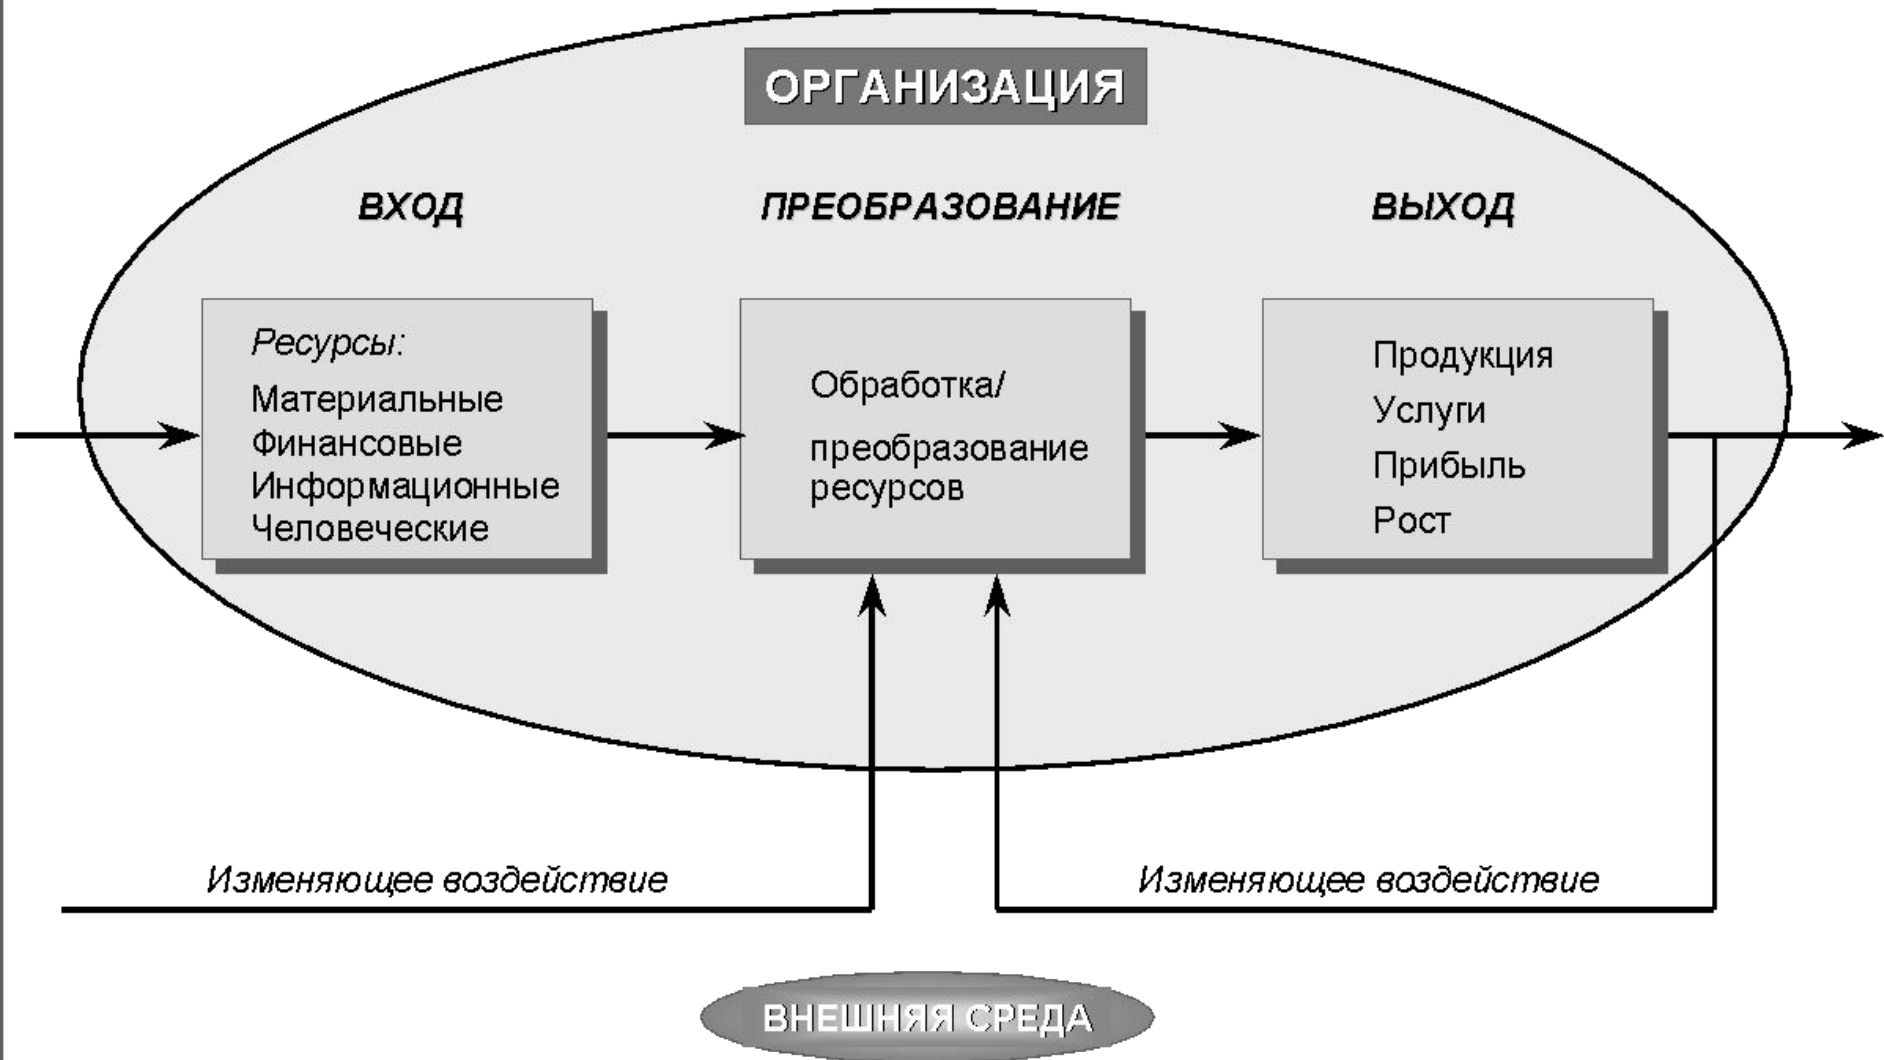 ОРГАНИЗАЦИЯ
ВХОД
ПРЕОБРАЗОВАНИЕ
ВЫХОД
Ресурсы:
Материальные
Финансовые
Информационные
Человеческие
Обработка/
преобразование
ресурсов
Продукция
Услуги
Прибыль
Рост
Изменяющее воздействие
Изменяющее воздействие
ВНЕШНЯЯ СРЕДА